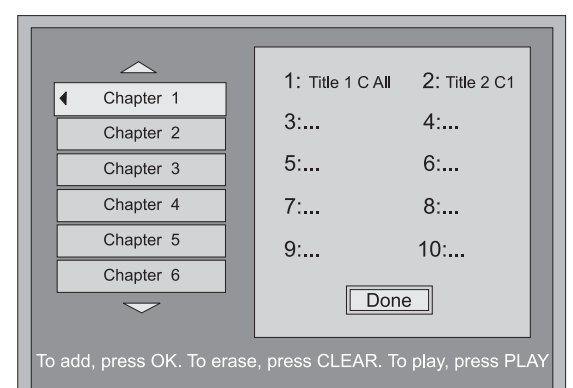 Chapter 1
Chapter 2
Chapter 3
Chapter 4
Chapter 5
Chapter 6
1: Title 1 C All 2: Title 2 C1
3:... 4:...
5:... 6:...
7:... 8:...
9:... 10:...
Done
To add, press OK. To erase, press CLEAR. To play, press PLAY